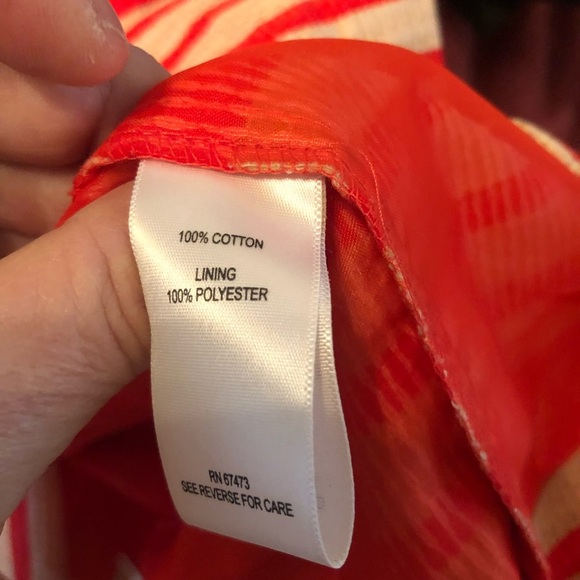 100% COTTON
LINING
100% POLYESTER
RN 67473
SEE REVERSE FOR CARE